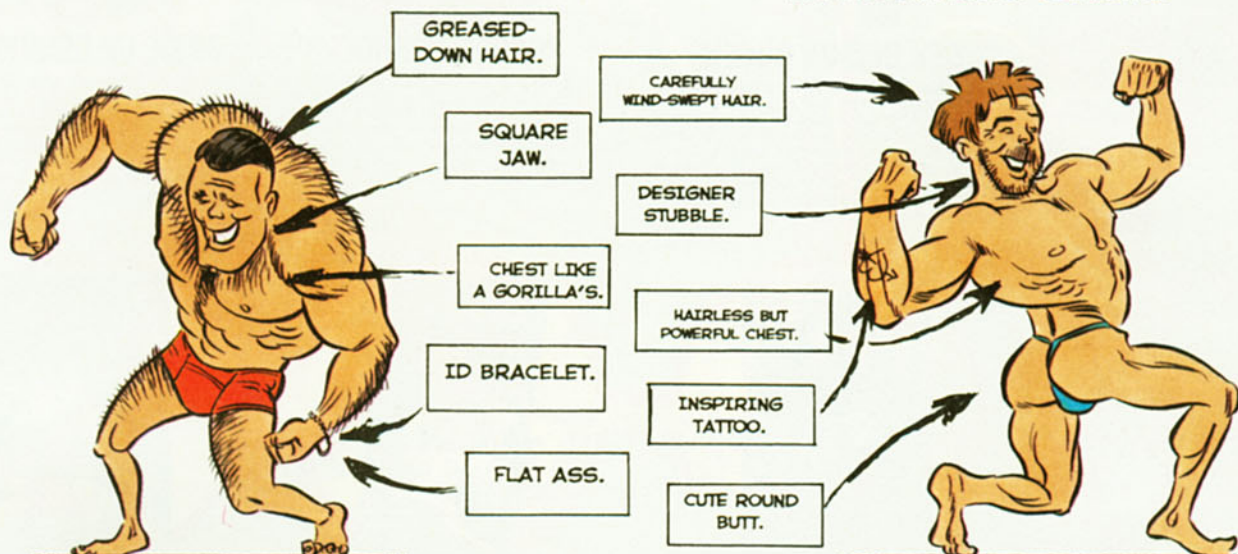 GREASED-
DOWN HAIR.
SQUARE
JAW.
CHEST LIKE
A GORILLA'S.
ID BRACELET.
FLAT ASS.
CAREFULLY
WIND-SWEPT HAIR.
DESIGNER
STUBBLE.
HAIRLESS BUT
POWERFUL CHEST.
INSPIRING
TATTOO.
CUTE ROUND
BUTT.